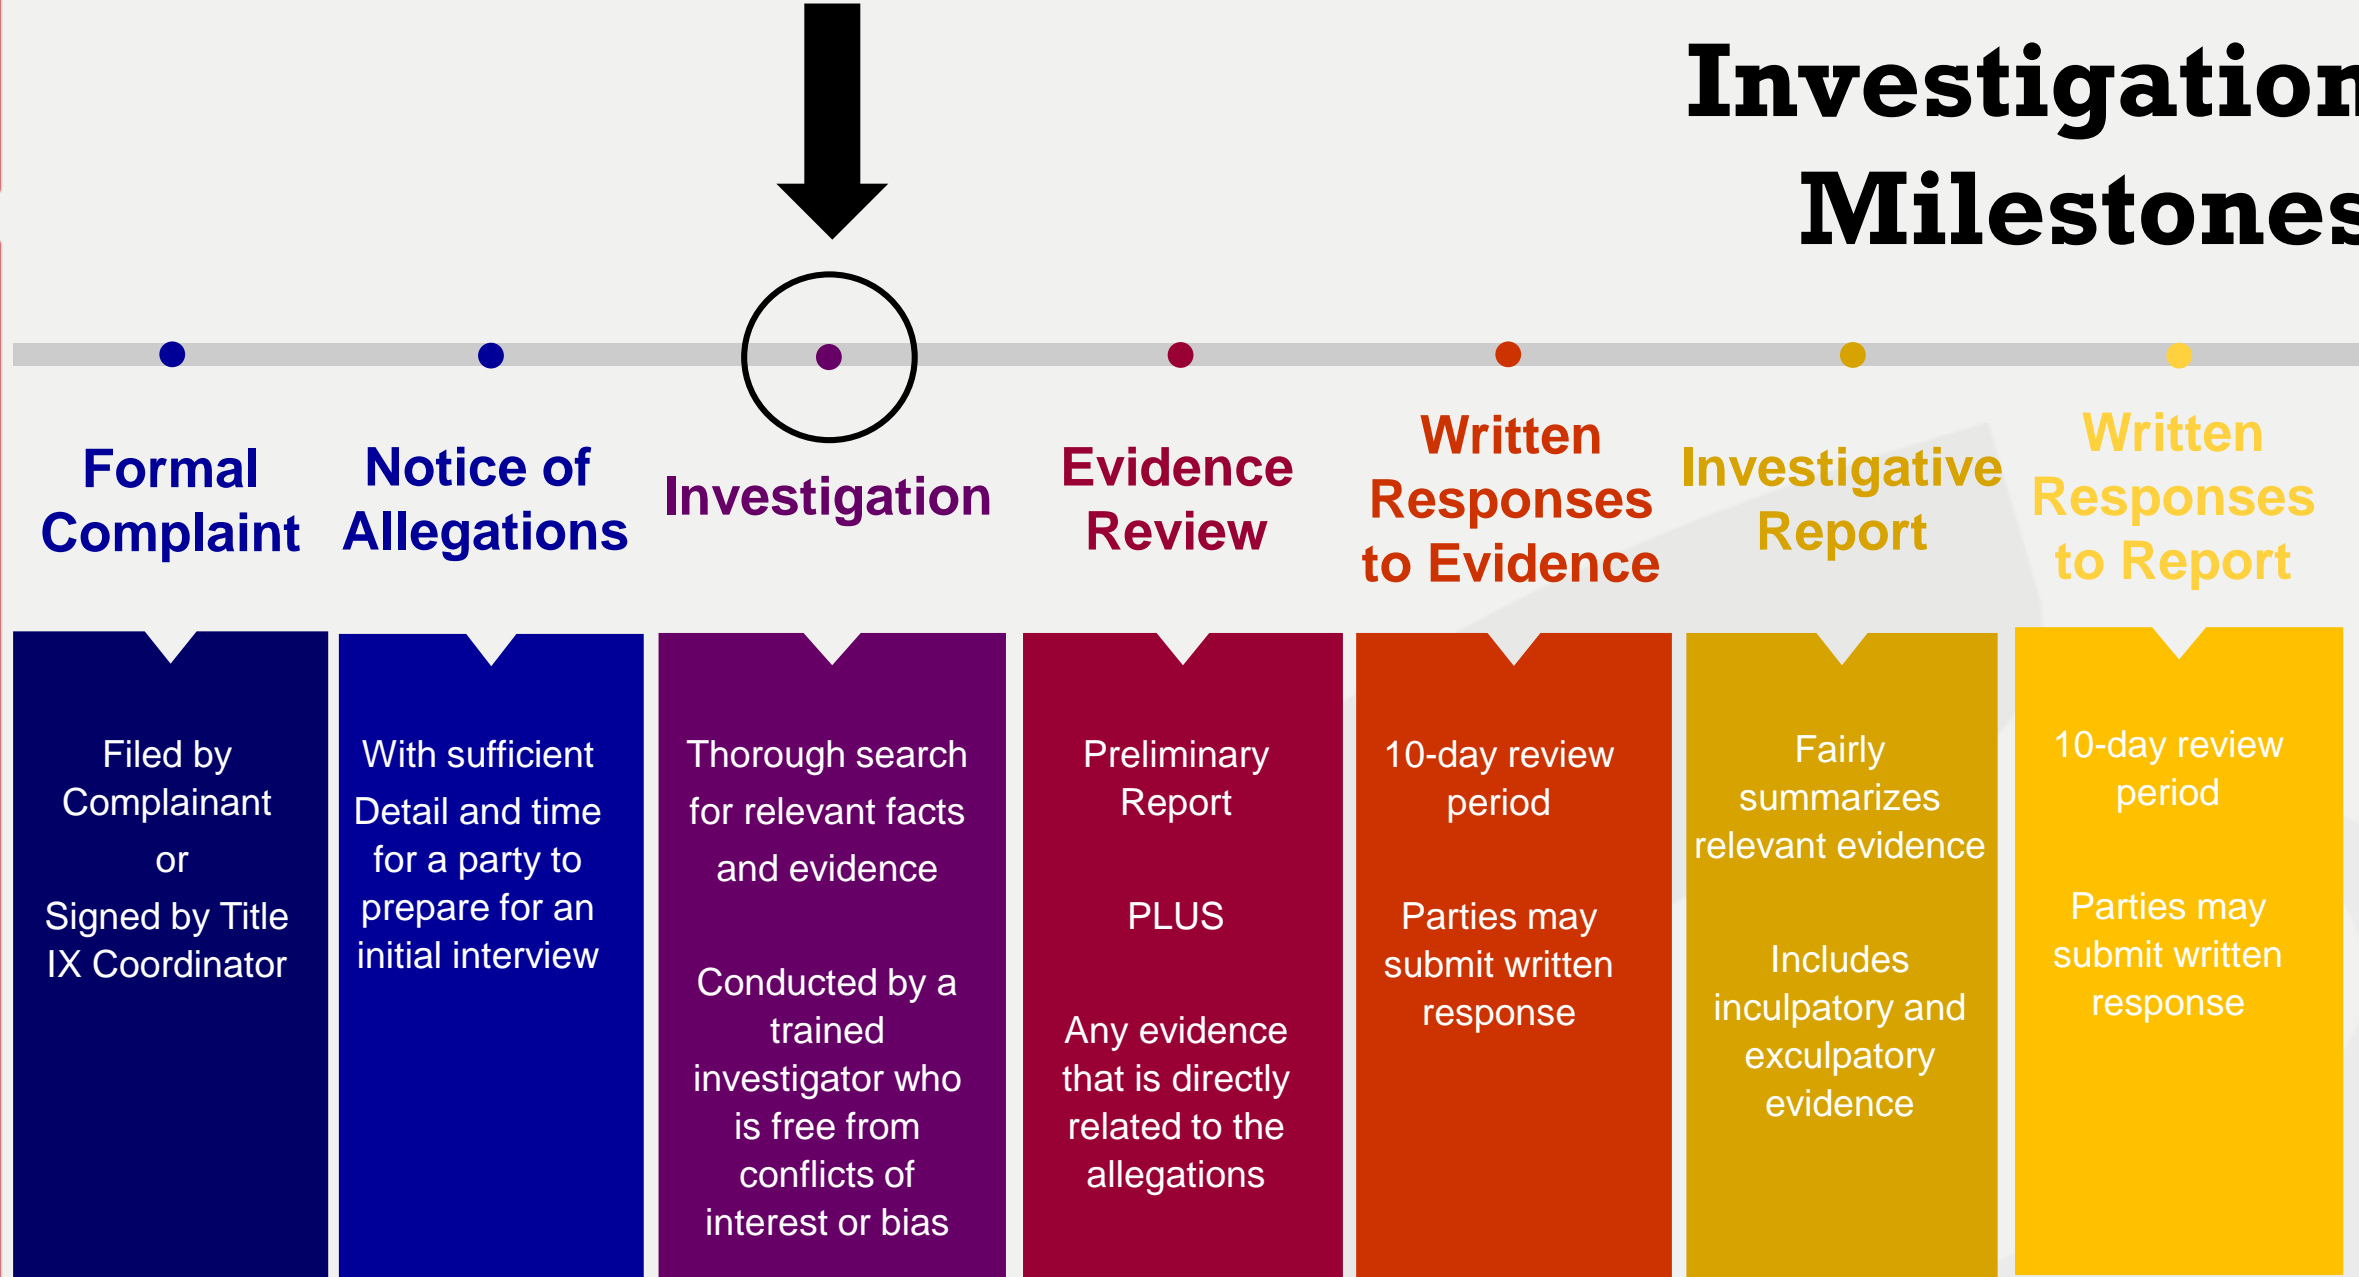 Investigation
Milestones
Formal
Complaint
Notice of
Allegations
Investigation
Evidence
Review
Written
Responses
to Evidence
Investigative
Report
Written
Responses
to Report
Filed by
Complainant
or
Signed by Title
IX Coordinator
With sufficient
Detail and time
for a party to
prepare for an
initial interview
Thorough search
for relevant facts
and evidence
Conducted by a
trained
investigator who
is free from
conflicts of
interest or bias
Preliminary
Report
PLUS
Any evidence
that is directly
related to the
allegations
10-day review
period
Parties may
submit written
response
Fairly
summarizes
relevant evidence
Includes
inculpatory and
exculpatory
evidence
10-day review
period
Parties may
submit written
response